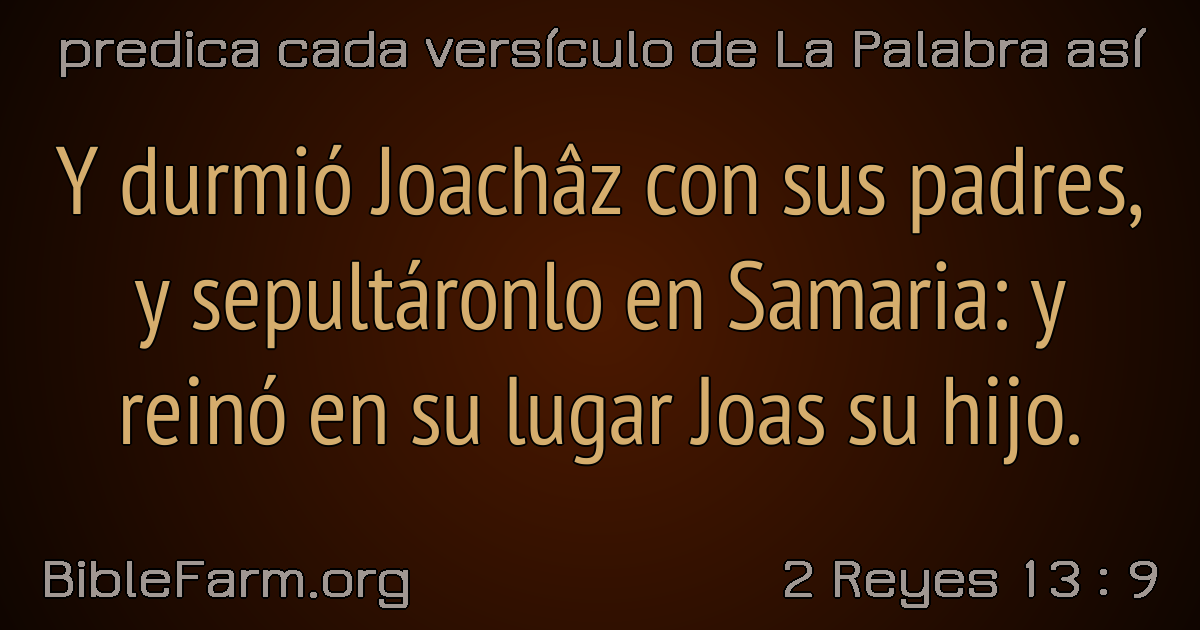 predica cada versículo de La Palabra así
Y durmió Joachâz con sus padres,
y sepultáronlo en Samaria: y
reinó en su lugar Joas su hijo.
BibleFarm.org
2 Reyes 13 : 9